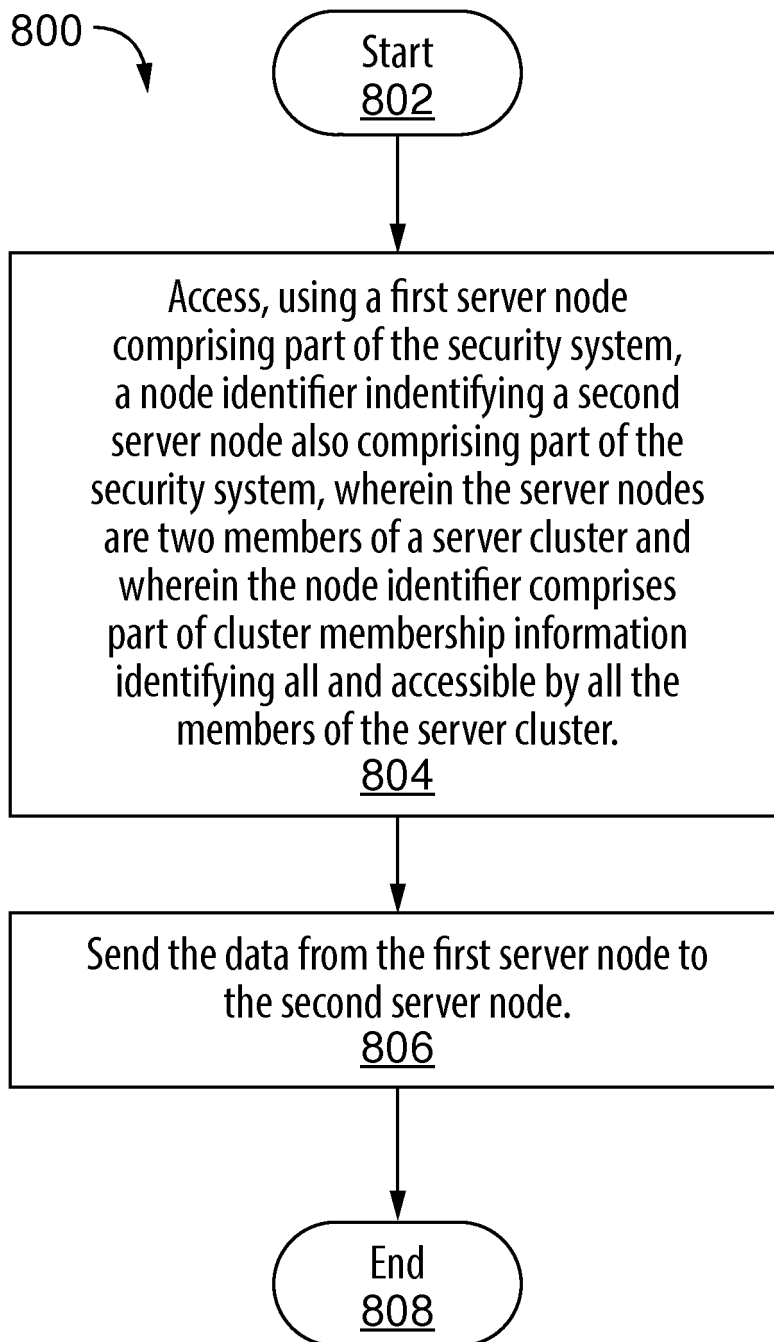 800
Start
802
Access, using a first server node
comprising part of the security system,
a node identifier indentifying a second
server node also comprising part of the
security system, wherein the server nodes
are two members of a server cluster and
wherein the node identifier comprises
part of cluster membership information
identifying all and accessible by all the
members of the server cluster.
804
Send the data from the first server node to
the second server node.
806
End
808